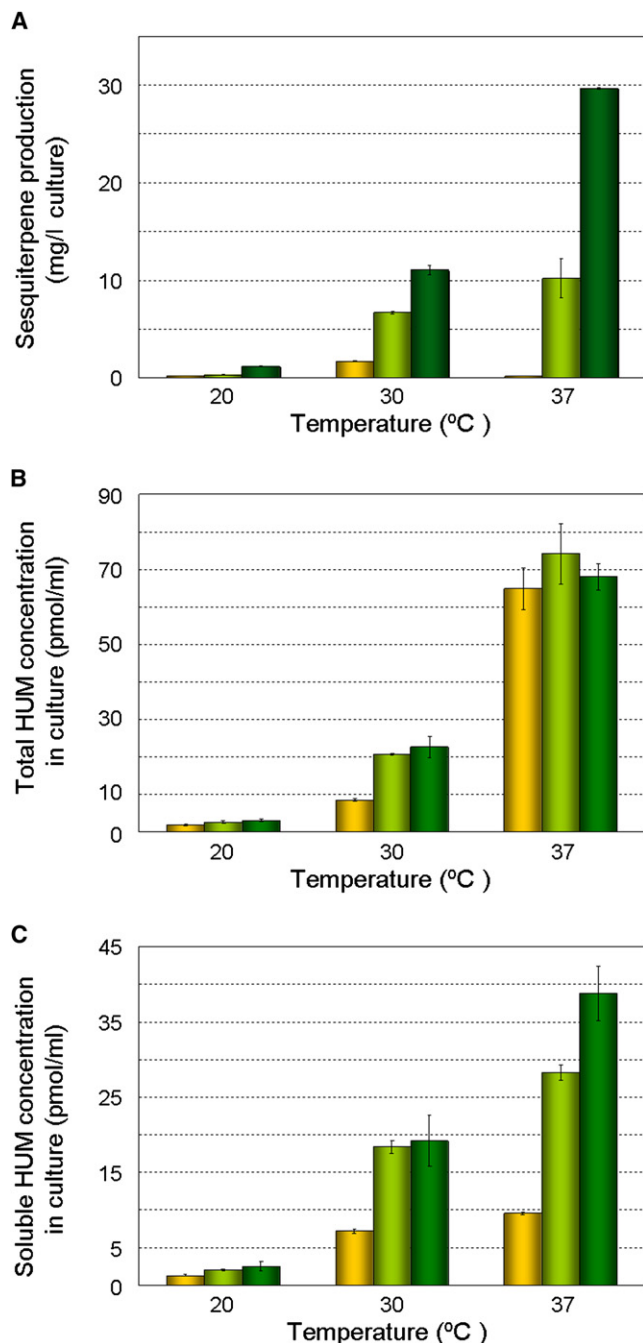 A
Sesquiterpene production
(mg/l culture)
30
20
10
0
20 30 37
Temperature (ºC )
B
Total HUM concentration
in culture (pmol/ml)
90
70
50
30
10
0
20 30 37
Temperature (ºC )
C
Soluble HUM concentration
in culture (pmol/ml)
45
35
25
15
5
0
20 30 37
Temperature (ºC )